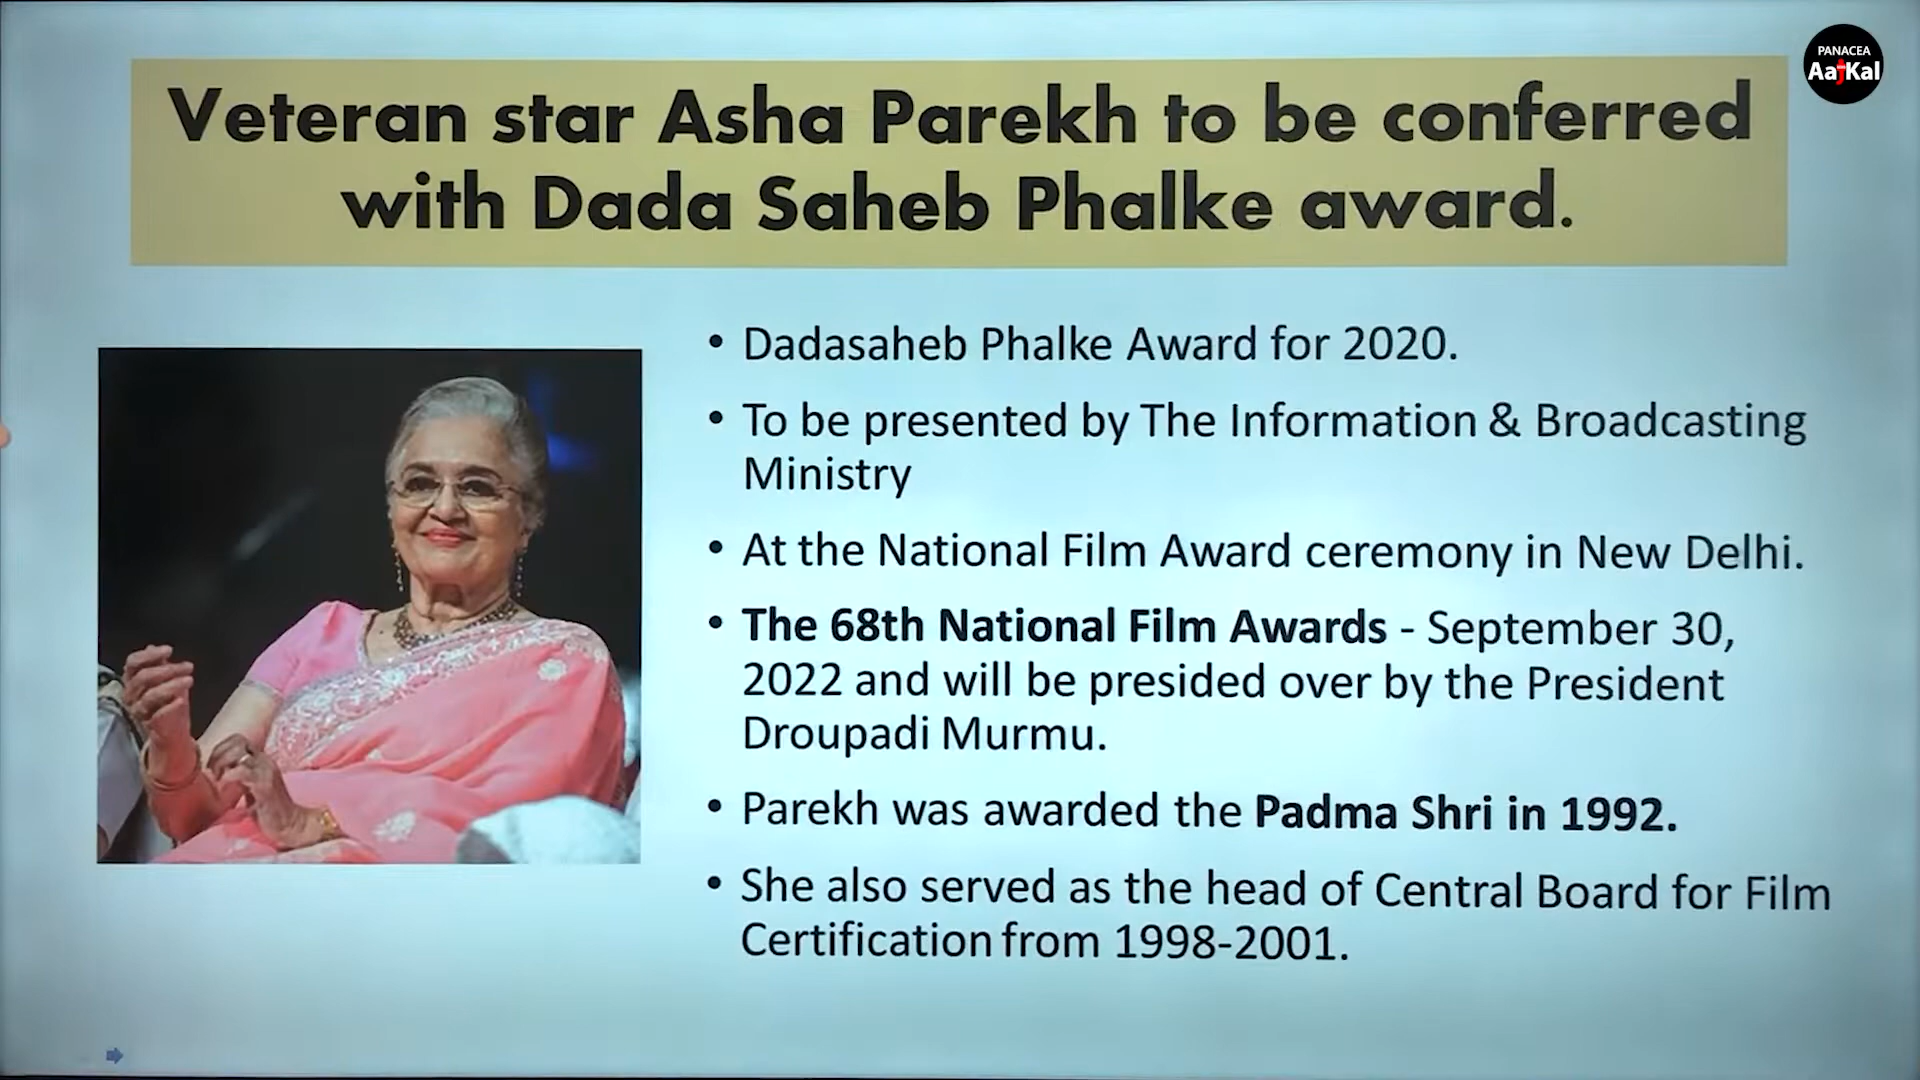 PANACEA
AajKal
Veteran star Asha Parekh to be conferred
with Dada Saheb Phalke award.
• Dadasaheb Phalke Award for 2020.
• To be presented by The Information & Broadcasting
Ministry
• At the National Film Award ceremony in New Delhi.
• The 68th National Film Awards - September 30,
2022 and will be presided over by the President
Droupadi Murmu.
• Parekh was awarded the Padma Shri in 1992.
• She also served as the head of Central Board for Film
Certification from 1998-2001.